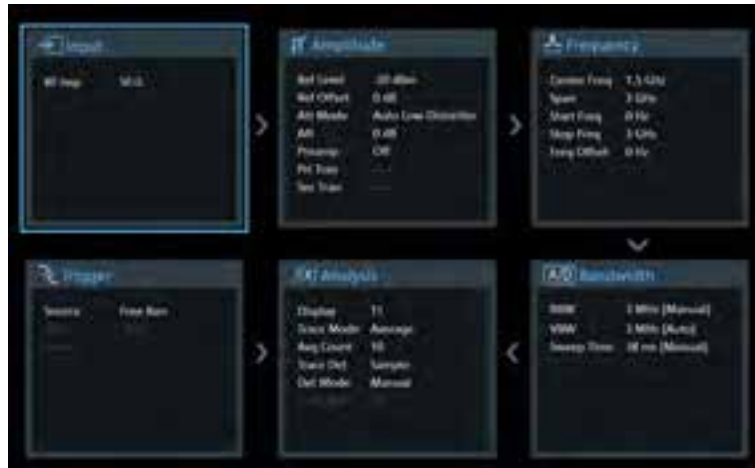 Input
RF Imp 50 Ω
Amplitude
Ref Level -20 dBm
Ref Offset 0 dB
Att Mode Auto Low Distortion
Att 0 dB
Preamp Off
Frequency
Center Freq 1.5 GHz
Span 3 GHz
Start Freq 0 Hz
Stop Freq 3 GHz
Freq Offset 0 Hz
Trigger
Source Free Run
Analysis
Display T1
Trace Mode Average
Avg Count 10
Trace Det Sample
Det Mode Manual
A/D Bandwidth
RBW 3 MHz [Manual]
VBW 3 MHz [Auto]
Sweep Time [Manual]